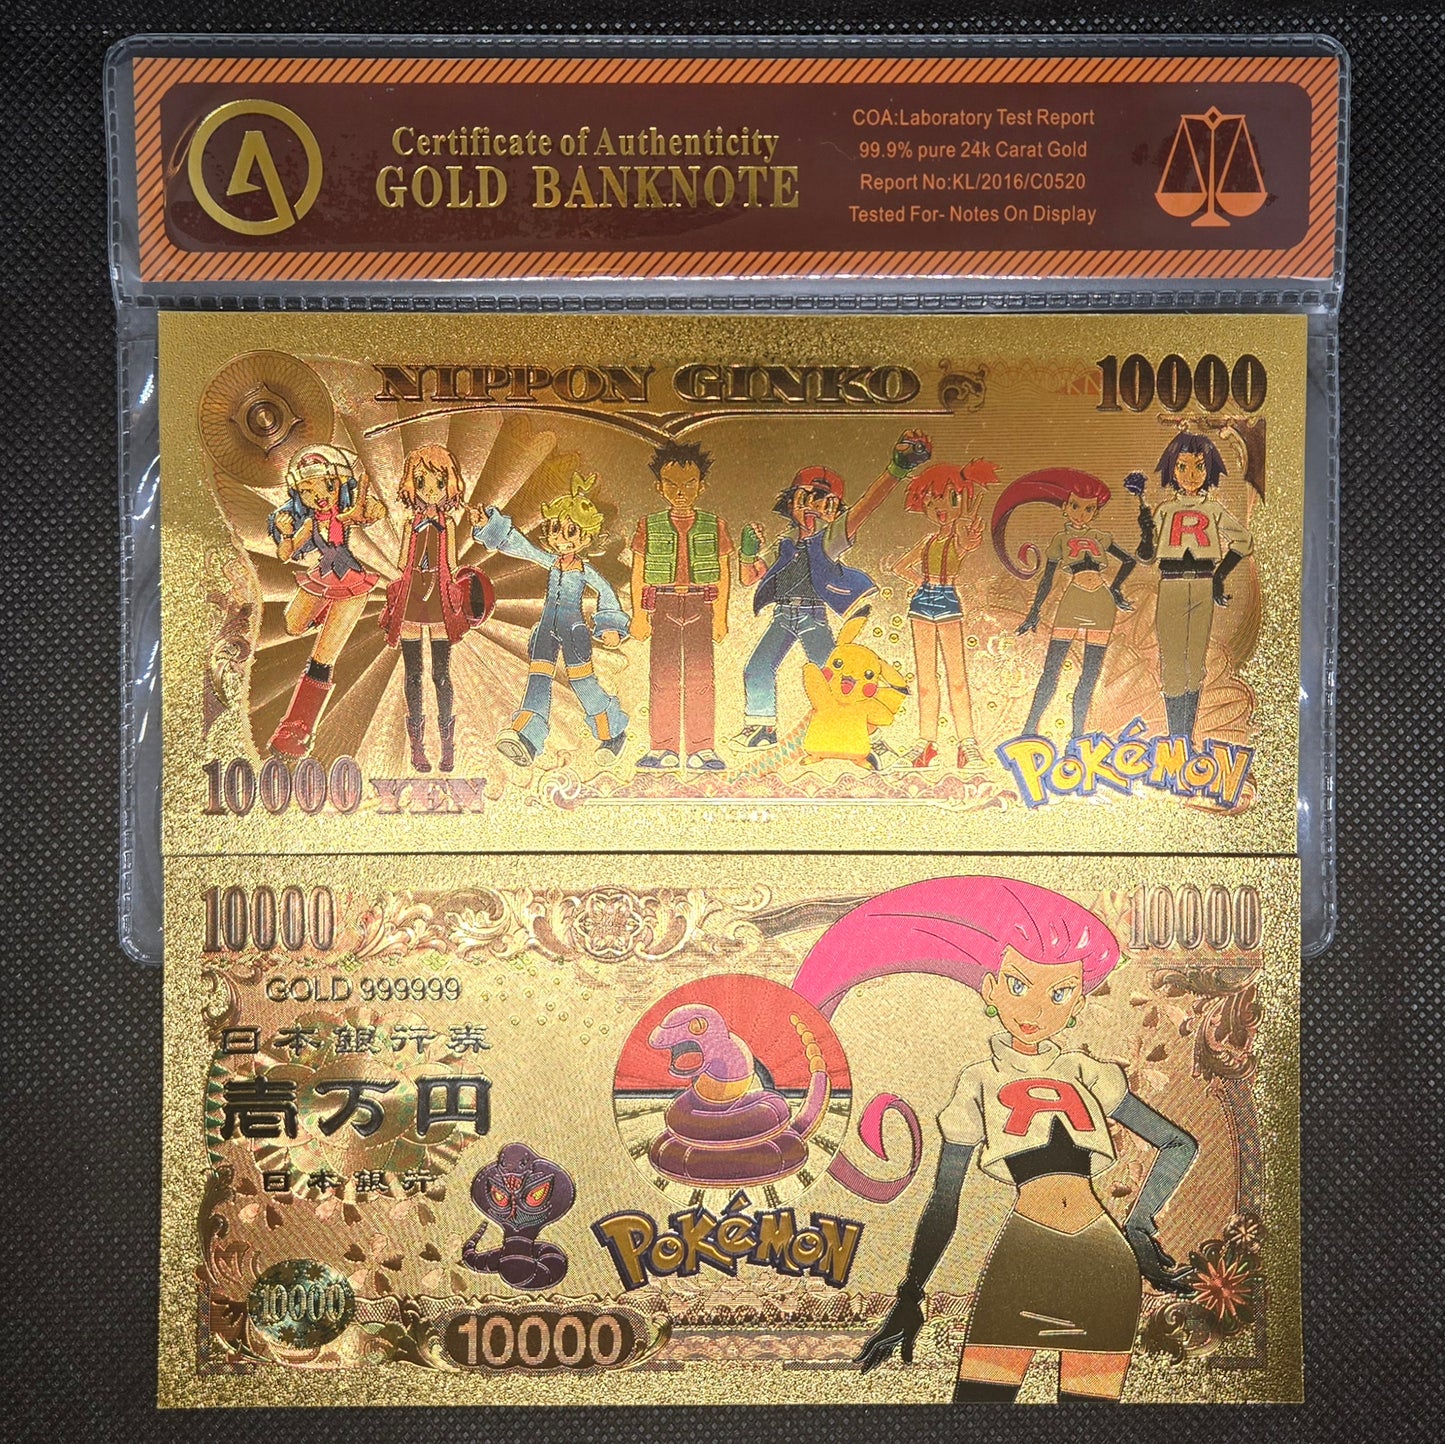 Certificate of Authenticity
GOLD BANKNOTE
COA:Laboratory Test Report
99.9% pure 24k Carat Gold
Report No:KL/2016/C0520
Tested For- Notes On Display
NIPPON GINKO
10000
R
R
10000 YEN
POKéMON
10000
10000
GOLD 999999
日本銀行券
壱万円
日本銀行
R
POKéMON
10000
10000